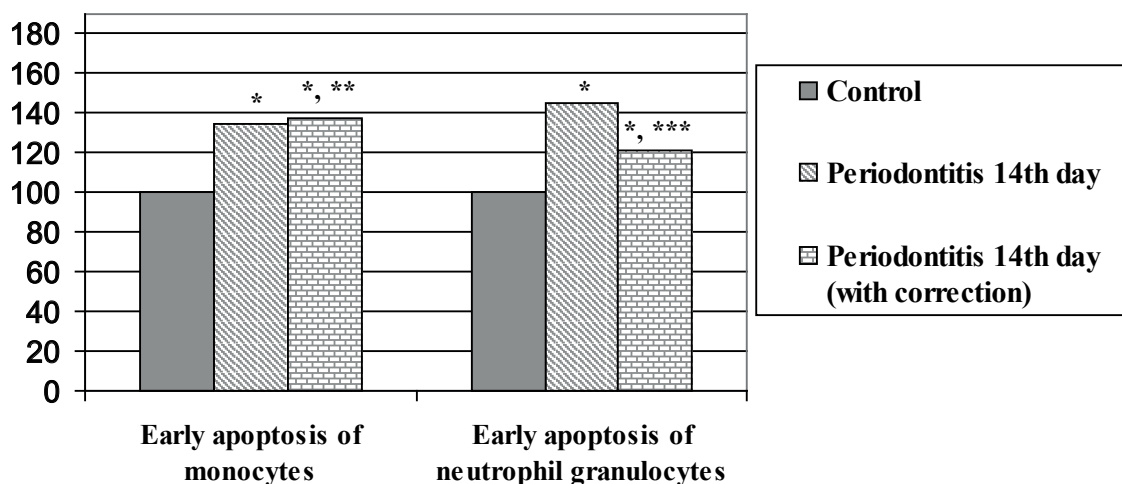 180
160
140
120
100
80
60
40
20
0
*
*, **
*
*, ***
Early apoptosis of
monocytes
Early apoptosis of
neutrophil granulocytes
Control
Periodontitis 14th day
Periodontitis 14th day
(with correction)